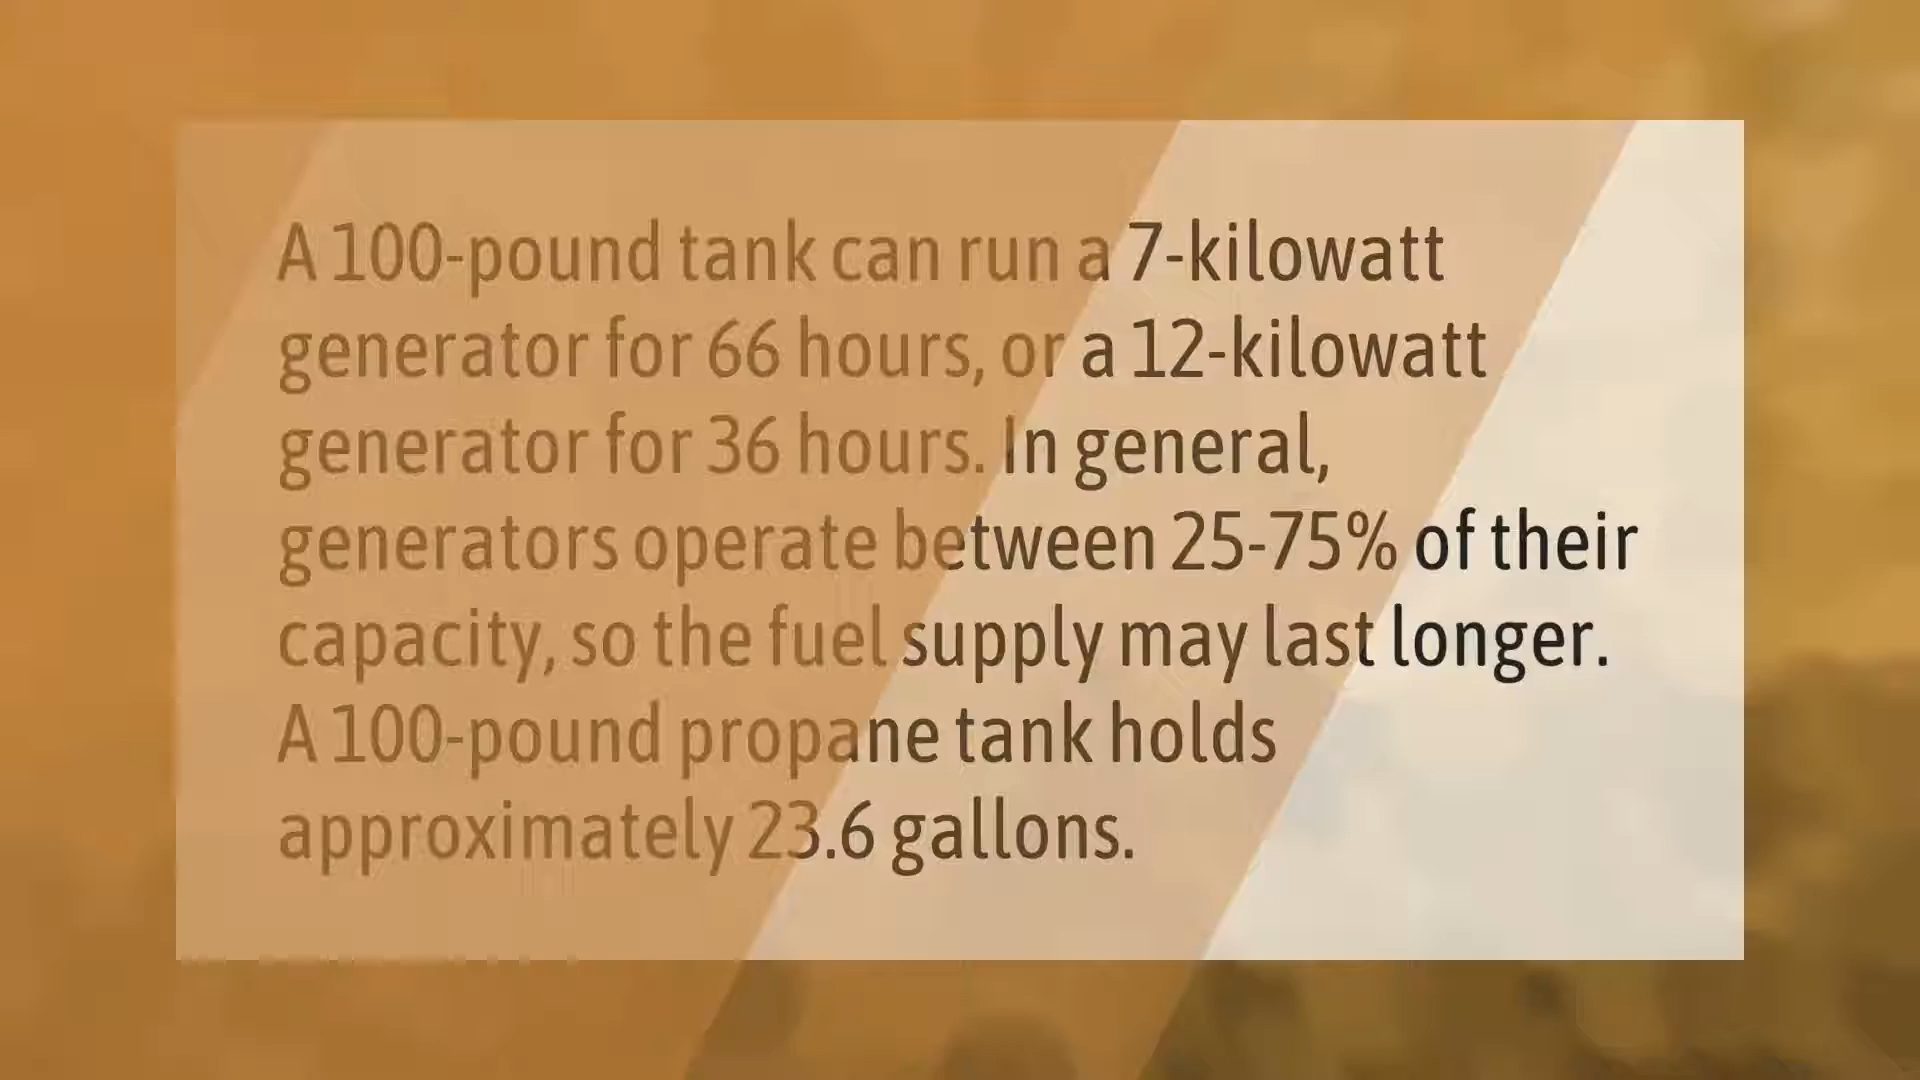 A 100-pound tank can run a 7-kilowatt
generator for 66 hours, or a 12-kilowatt
generator for 36 hours. In general,
generators operate between 25-75% of their
capacity, so the fuel supply may last longer.
A 100-pound propane tank holds
approximately 23.6 gallons.